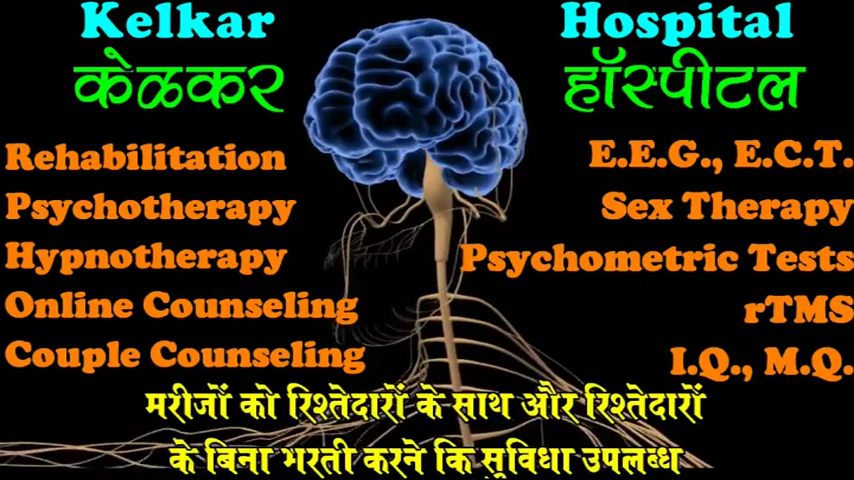 Kelkar Hospital
केळकर हॉस्पीटल
Rehabilitation
Psychotherapy
Hypnotherapy
Online Counseling
Couple Counseling
E.E.G., E.C.T.
Sex Therapy
Psychometric Tests
rTMS
I.Q., M.Q.
मरीजों को रिश्तेदारों के साथ और रिश्तेदारों
के बिना भरती करने कि सुविधा उपलब्ध